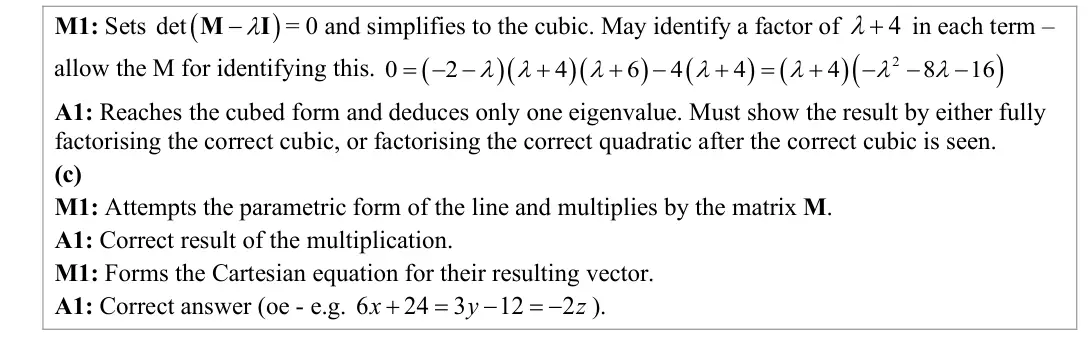 M1: Sets det(M − λI) = 0 and simplifies to the cubic. May identify a factor of λ + 4 in each term –
allow the M for identifying this. 0 = (−2 − λ)(λ + 4)(λ + 6) − 4(λ + 4) = (λ + 4)(−λ² − 8λ − 16)
A1: Reaches the cubed form and deduces only one eigenvalue. Must show the result by either fully
factorising the correct cubic, or factorising the correct quadratic after the correct cubic is seen.
(c)
M1: Attempts the parametric form of the line and multiplies by the matrix M.
A1: Correct result of the multiplication.
M1: Forms the Cartesian equation for their resulting vector.
A1: Correct answer (oe - e.g. 6x + 24 = 3y − 12 = −2z ).